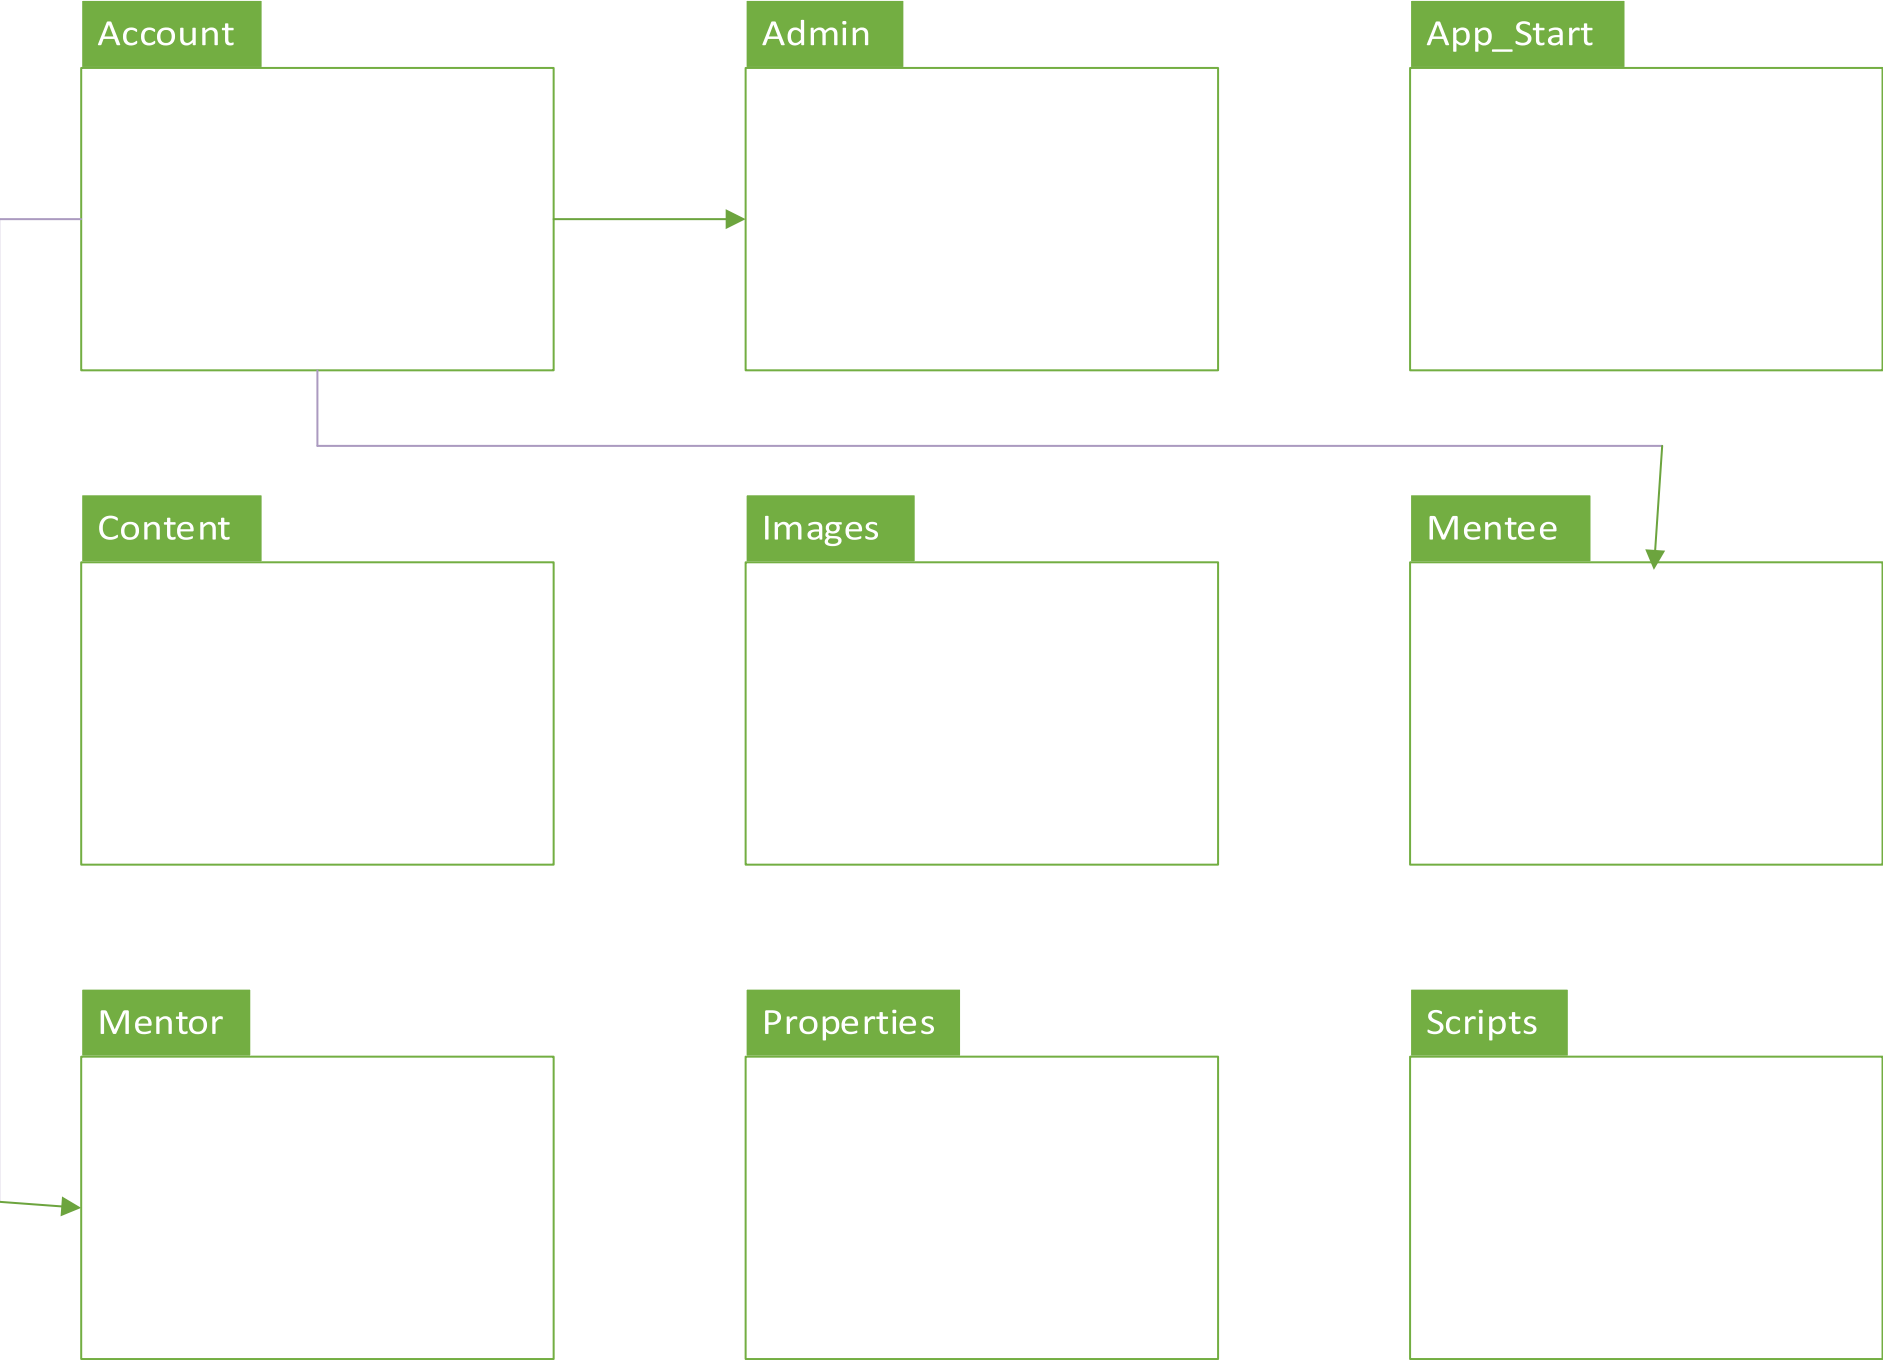 Account
Admin
App_Start
Content
Images
Mentee
Mentor
Properties
Scripts